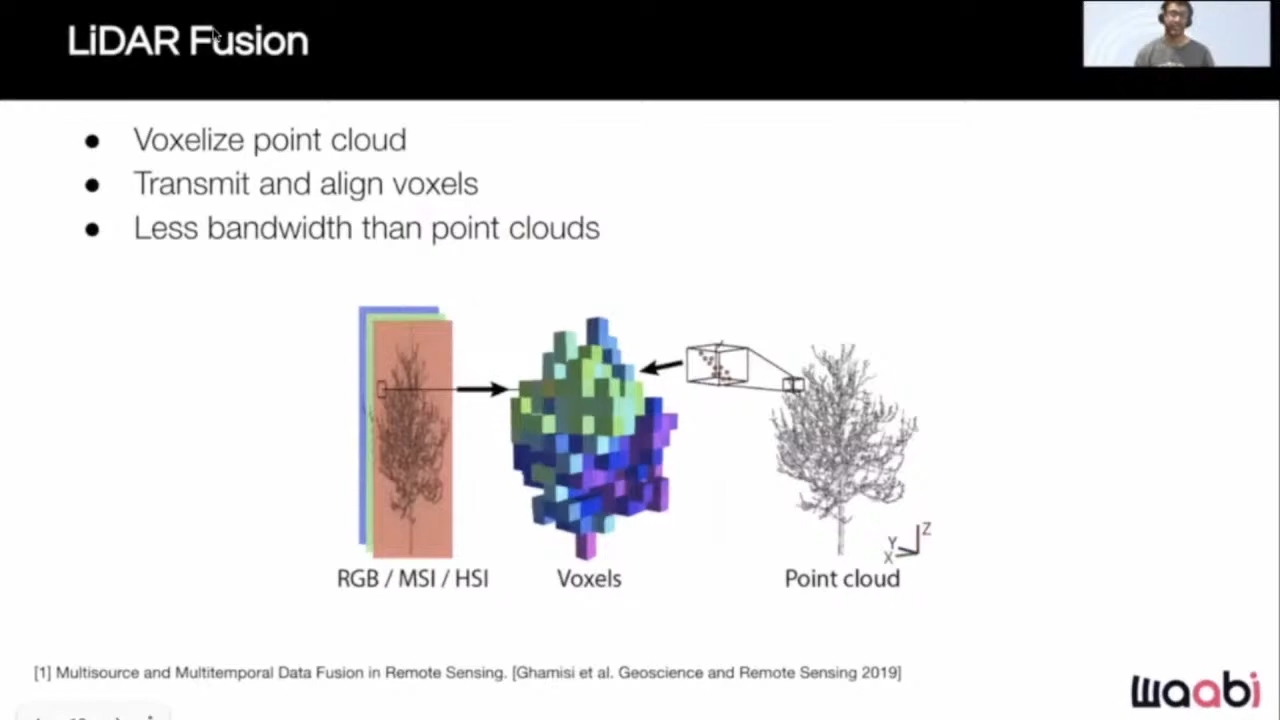 LiDAR Fusion
● Voxelize point cloud
● Transmit and align voxels
● Less bandwidth than point clouds
Z
Y
X
RGB / MSI / HSI
Voxels
Point cloud
[1] Multisource and Multitemporal Data Fusion in Remote Sensing. [Ghamisi et al. Geoscience and Remote Sensing 2019]
waabi